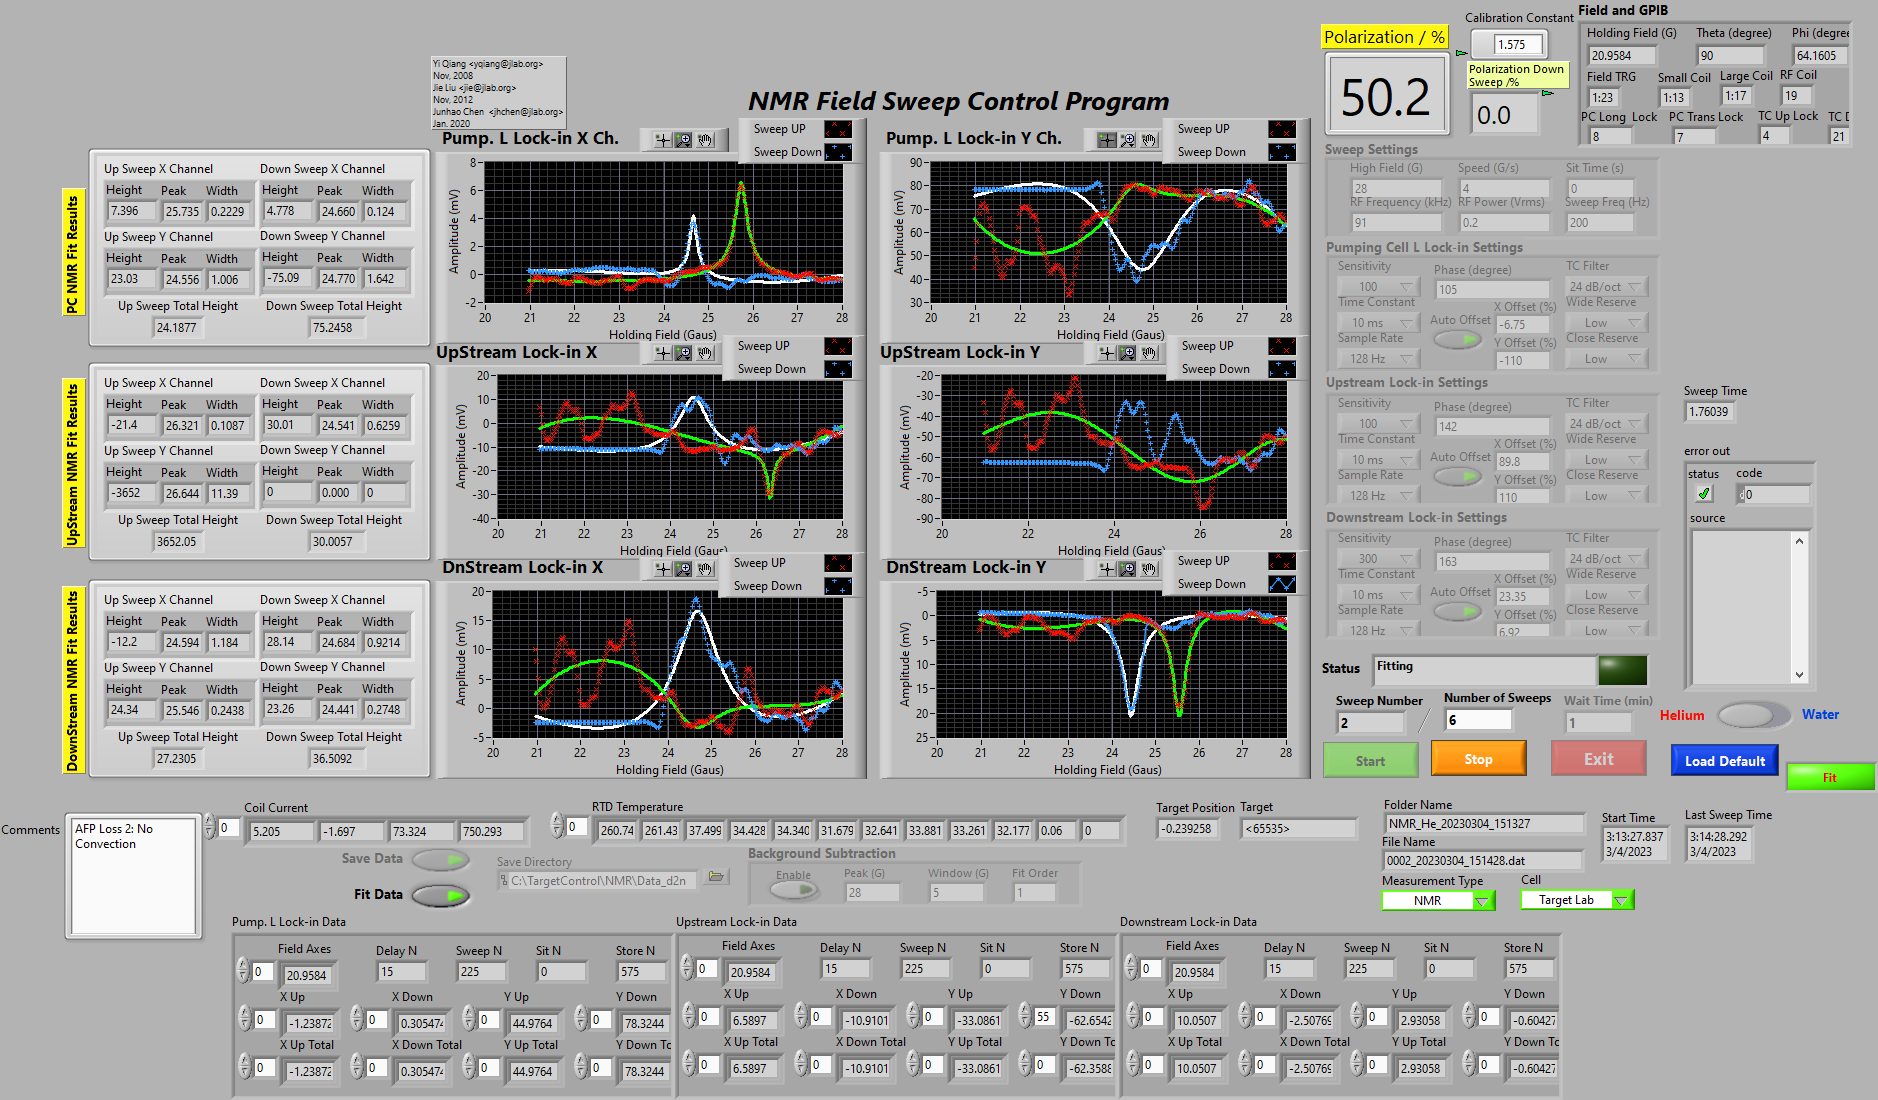 Yi Qiang <yqiang@jlab.org>
Nov, 2008
Jie Liu <jie@jlab.org>
Nov, 2012
Junhao Chen <jhchen@jlab.org>
Jan. 2020
NMR Field Sweep Control Program
Polarization / %
50.2
Calibration Constant
1.575
Polarization Down
Sweep /%
0.0
Field and GPIB
Holding Field (G) Theta (degree) Phi (degree
20.9584 90 64.1605
Field TRG Small Coil Large Coil RF Coil
1:23 1:13 1:17 19
PC Long Lock PC Trans Lock TC Up Lock TC D
8 7 4 21
PC NMR Fit Results
Up Sweep X Channel Down Sweep X Channel
Height Peak Width Height Peak Width
7.396 25.735 0.2229 4.778 24.660 0.124
Up Sweep Y Channel Down Sweep Y Channel
Height Peak Width Height Peak Width
23.03 24.556 1.006 -75.09 24.770 1.642
Up Sweep Total Height Down Sweep Total Height
24.1877 75.2458
Pump. L Lock-in X Ch.
Sweep UP
Sweep Down
Amplitude (mV)
8
6
4
2
0
-2
20 21 22 23 24 25 26 27 28
Holding Field (Gaus)
Pump. L Lock-in Y Ch.
Sweep UP
Sweep Down
Amplitude (mV)
90
80
70
60
50
40
30
20 21 22 23 24 25 26 27 28
Holding Field (Gaus)
UpStream NMR Fit Results
Up Sweep X Channel Down Sweep X Channel
Height Peak Width Height Peak Width
-21.4 26.321 0.1087 30.01 24.541 0.6259
Up Sweep Y Channel Down Sweep Y Channel
Height Peak Width Height Peak Width
-3652 26.644 11.39 0 0.000 0
Up Sweep Total Height Down Sweep Total Height
3652.05 30.0057
UpStream Lock-in X
Sweep UP
Sweep Down
Amplitude (mV)
20
10
0
-10
-20
-30
-40
20 21 22 23 24 25 26 27 28
Holding Field (Gaus)
UpStream Lock-in Y
Sweep UP
Sweep Down
Amplitude (mV)
-20
-30
-40
-50
-60
-70
-80
-90
20 22 24 26 28
Holding Field (Gaus)
DownStream NMR Fit Results
Up Sweep X Channel Down Sweep X Channel
Height Peak Width Height Peak Width
-12.2 24.594 1.184 28.14 24.684 0.9214
Up Sweep Y Channel Down Sweep Y Channel
Height Peak Width Height Peak Width
24.34 25.546 0.2438 23.26 24.441 0.2748
Up Sweep Total Height Down Sweep Total Height
27.2305 36.5092
DnStream Lock-in X
Sweep UP
Sweep Down
Amplitude (mV)
20
15
10
5
0
-5
20 21 22 23 24 25 26 27 28
Holding Field (Gaus)
DnStream Lock-in Y
Sweep UP
Sweep Down
Amplitude (mV)
-5
0
5
10
15
20
25
20 21 22 23 24 25 26 27 28
Holding Field (Gaus)
Sweep Settings
High Field (G) Speed (G/s) Sit Time (s)
28 4 0
RF Frequency (kHz) RF Power (Vrms) Sweep Freq (Hz)
91 0.2 200
Pumping Cell L Lock-in Settings
Sensitivity Phase (degree) TC Filter
100 105 24 dB/oct
Time Constant X Offset (%) Wide Reserve
10 ms Auto Offset -6.75 Low
Sample Rate Y Offset (%) Close Reserve
128 Hz -110 Low
Upstream Lock-in Settings
Sensitivity Phase (degree) TC Filter
100 142 24 dB/oct
Time Constant X Offset (%) Wide Reserve
10 ms Auto Offset 89.8 Low
Sample Rate Y Offset (%) Close Reserve
128 Hz 110 Low
Downstream Lock-in Settings
Sensitivity Phase (degree) TC Filter
300 163 24 dB/oct
Time Constant X Offset (%) Wide Reserve
10 ms Auto Offset 23.35 Low
Sample Rate Y Offset (%) Close Reserve
128 Hz 6.92 Low
Sweep Time
1.76039
error out
status code
0
source
Status Fitting
Sweep Number Number of Sweeps Wait Time (min)
2 / 6 1
Helium Water
Start Stop Exit Load Default Fit
Comments
AFP Loss 2: No
Convection
Coil Current
0 5.205 -1.697 73.324 750.293
RTD Temperature
0 260.74 261.43 37.499 34.428 34.340 31.679 32.641 33.881 33.261 32.177 0.06 0
Target Position Target
-0.239258 <65535>
Folder Name
NMR_He_20230304_151327
File Name
0002_20230304_151428.dat
Start Time
3:13:27.837
3/4/2023
Last Sweep Time
3:14:28.292
3/4/2023
Measurement Type Cell
NMR Target Lab
Save Data
Fit Data
Save Directory
C:\TargetControl\NMR\Data_d2n
Background Subtraction
Enable Peak (G) Window (G) Fit Order
28 5 1
Pump. L Lock-in Data
Field Axes Delay N Sweep N Sit N Store N
0 20.9584 15 225 0 575
X Up X Down Y Up Y Down
0 -1.23872 0 0.305474 0 44.9764 0 78.3244
X Up Total X Down Total Y Up Total Y Down To
0 -1.23872 0 0.305474 0 44.9764 0 78.3244
Upstream Lock-in Data
Field Axes Delay N Sweep N Sit N Store N
0 20.9584 15 225 0 575
X Up X Down Y Up Y Down
0 6.5897 0 -10.9101 0 -33.0861 55 -62.6542
X Up Total X Down Total Y Up Total Y Down Tc
0 6.5897 0 -10.9101 0 -33.0861 0 -62.3588
Downstream Lock-in Data
Field Axes Delay N Sweep N Sit N Store N
0 20.9584 15 225 0 575
X Up X Down Y Up Y Down
0 10.0507 0 -2.50769 0 2.93058 0 -0.60427
X Up Total X Down Total Y Up Total Y Down Tc
0 10.0507 0 -2.50769 0 2.93058 0 -0.60427